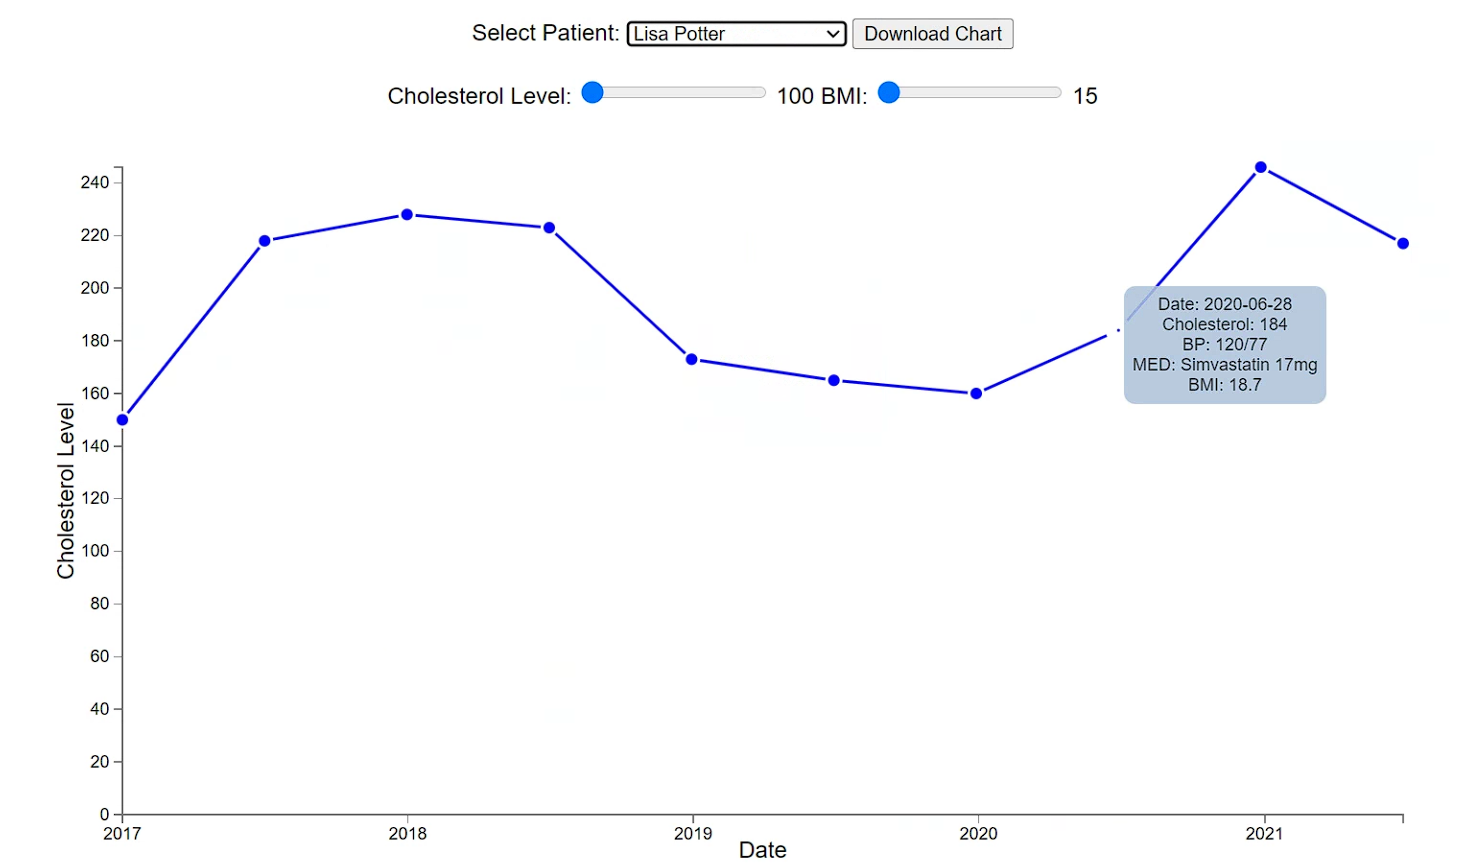 Select Patient: Lisa Potter Download Chart
Cholesterol Level: 100 BMI: 15
240
220
200
180
160
140
120
100
80
60
40
20
0
Cholesterol Level
Date: 2020-06-28
Cholesterol: 184
BP: 120/77
MED: Simvastatin 17mg
BMI: 18.7
2017 2018 2019 2020 2021
Date